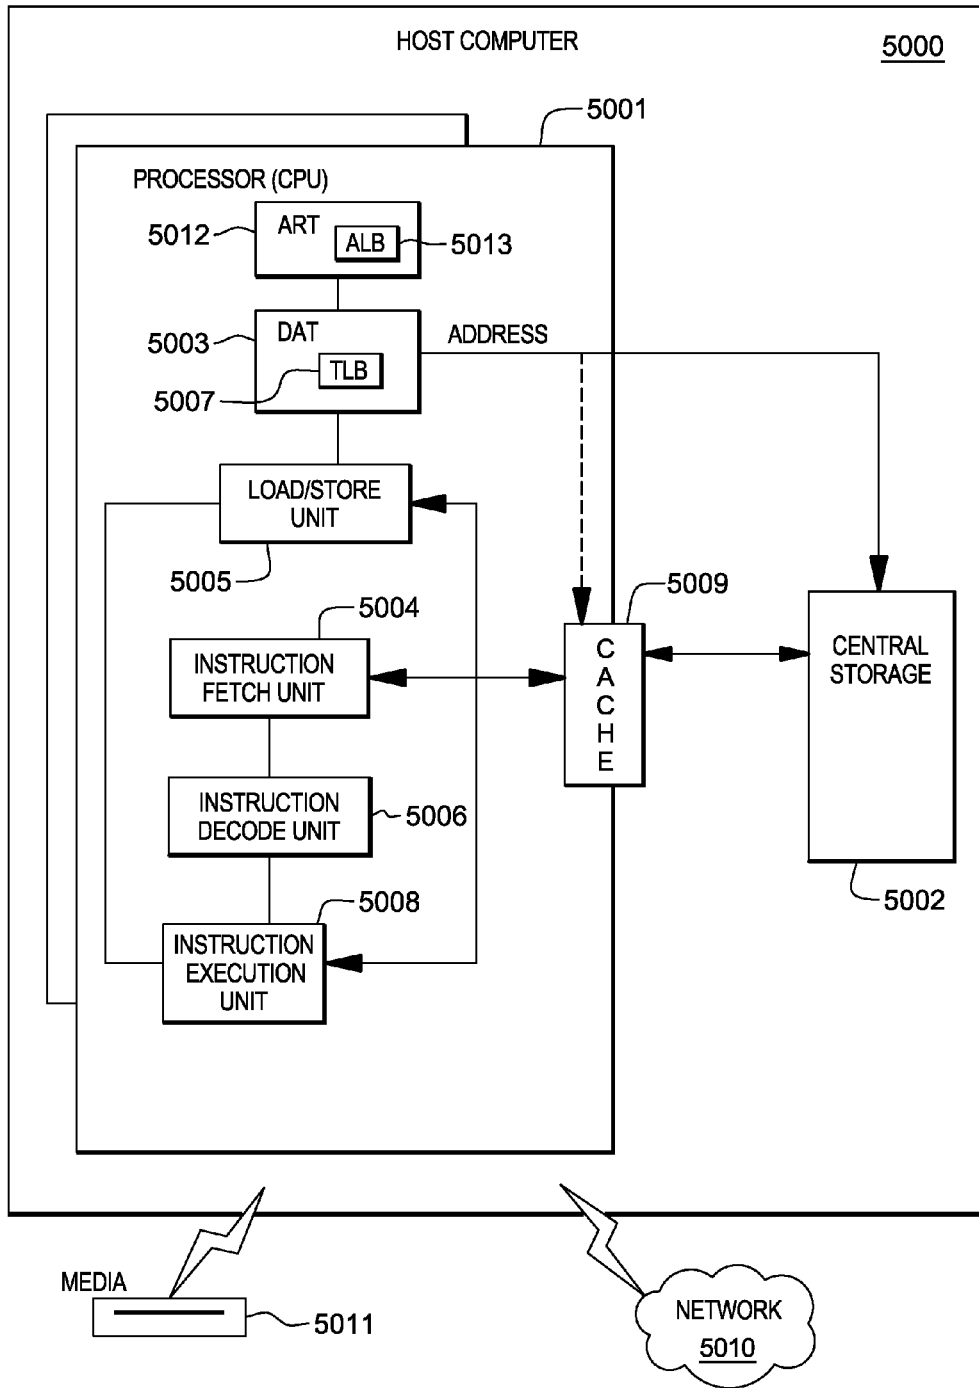 HOST COMPUTER
5000
5001
PROCESSOR (CPU)
ART
5012
ALB
5013
5003
DAT
ADDRESS
TLB
5007
LOAD/STORE
UNIT
5005
5004
5009
INSTRUCTION
FETCH UNIT
CACHE
CENTRAL
STORAGE
INSTRUCTION
DECODE UNIT
5006
5002
5008
INSTRUCTION
EXECUTION
UNIT
MEDIA
5011
NETWORK
5010